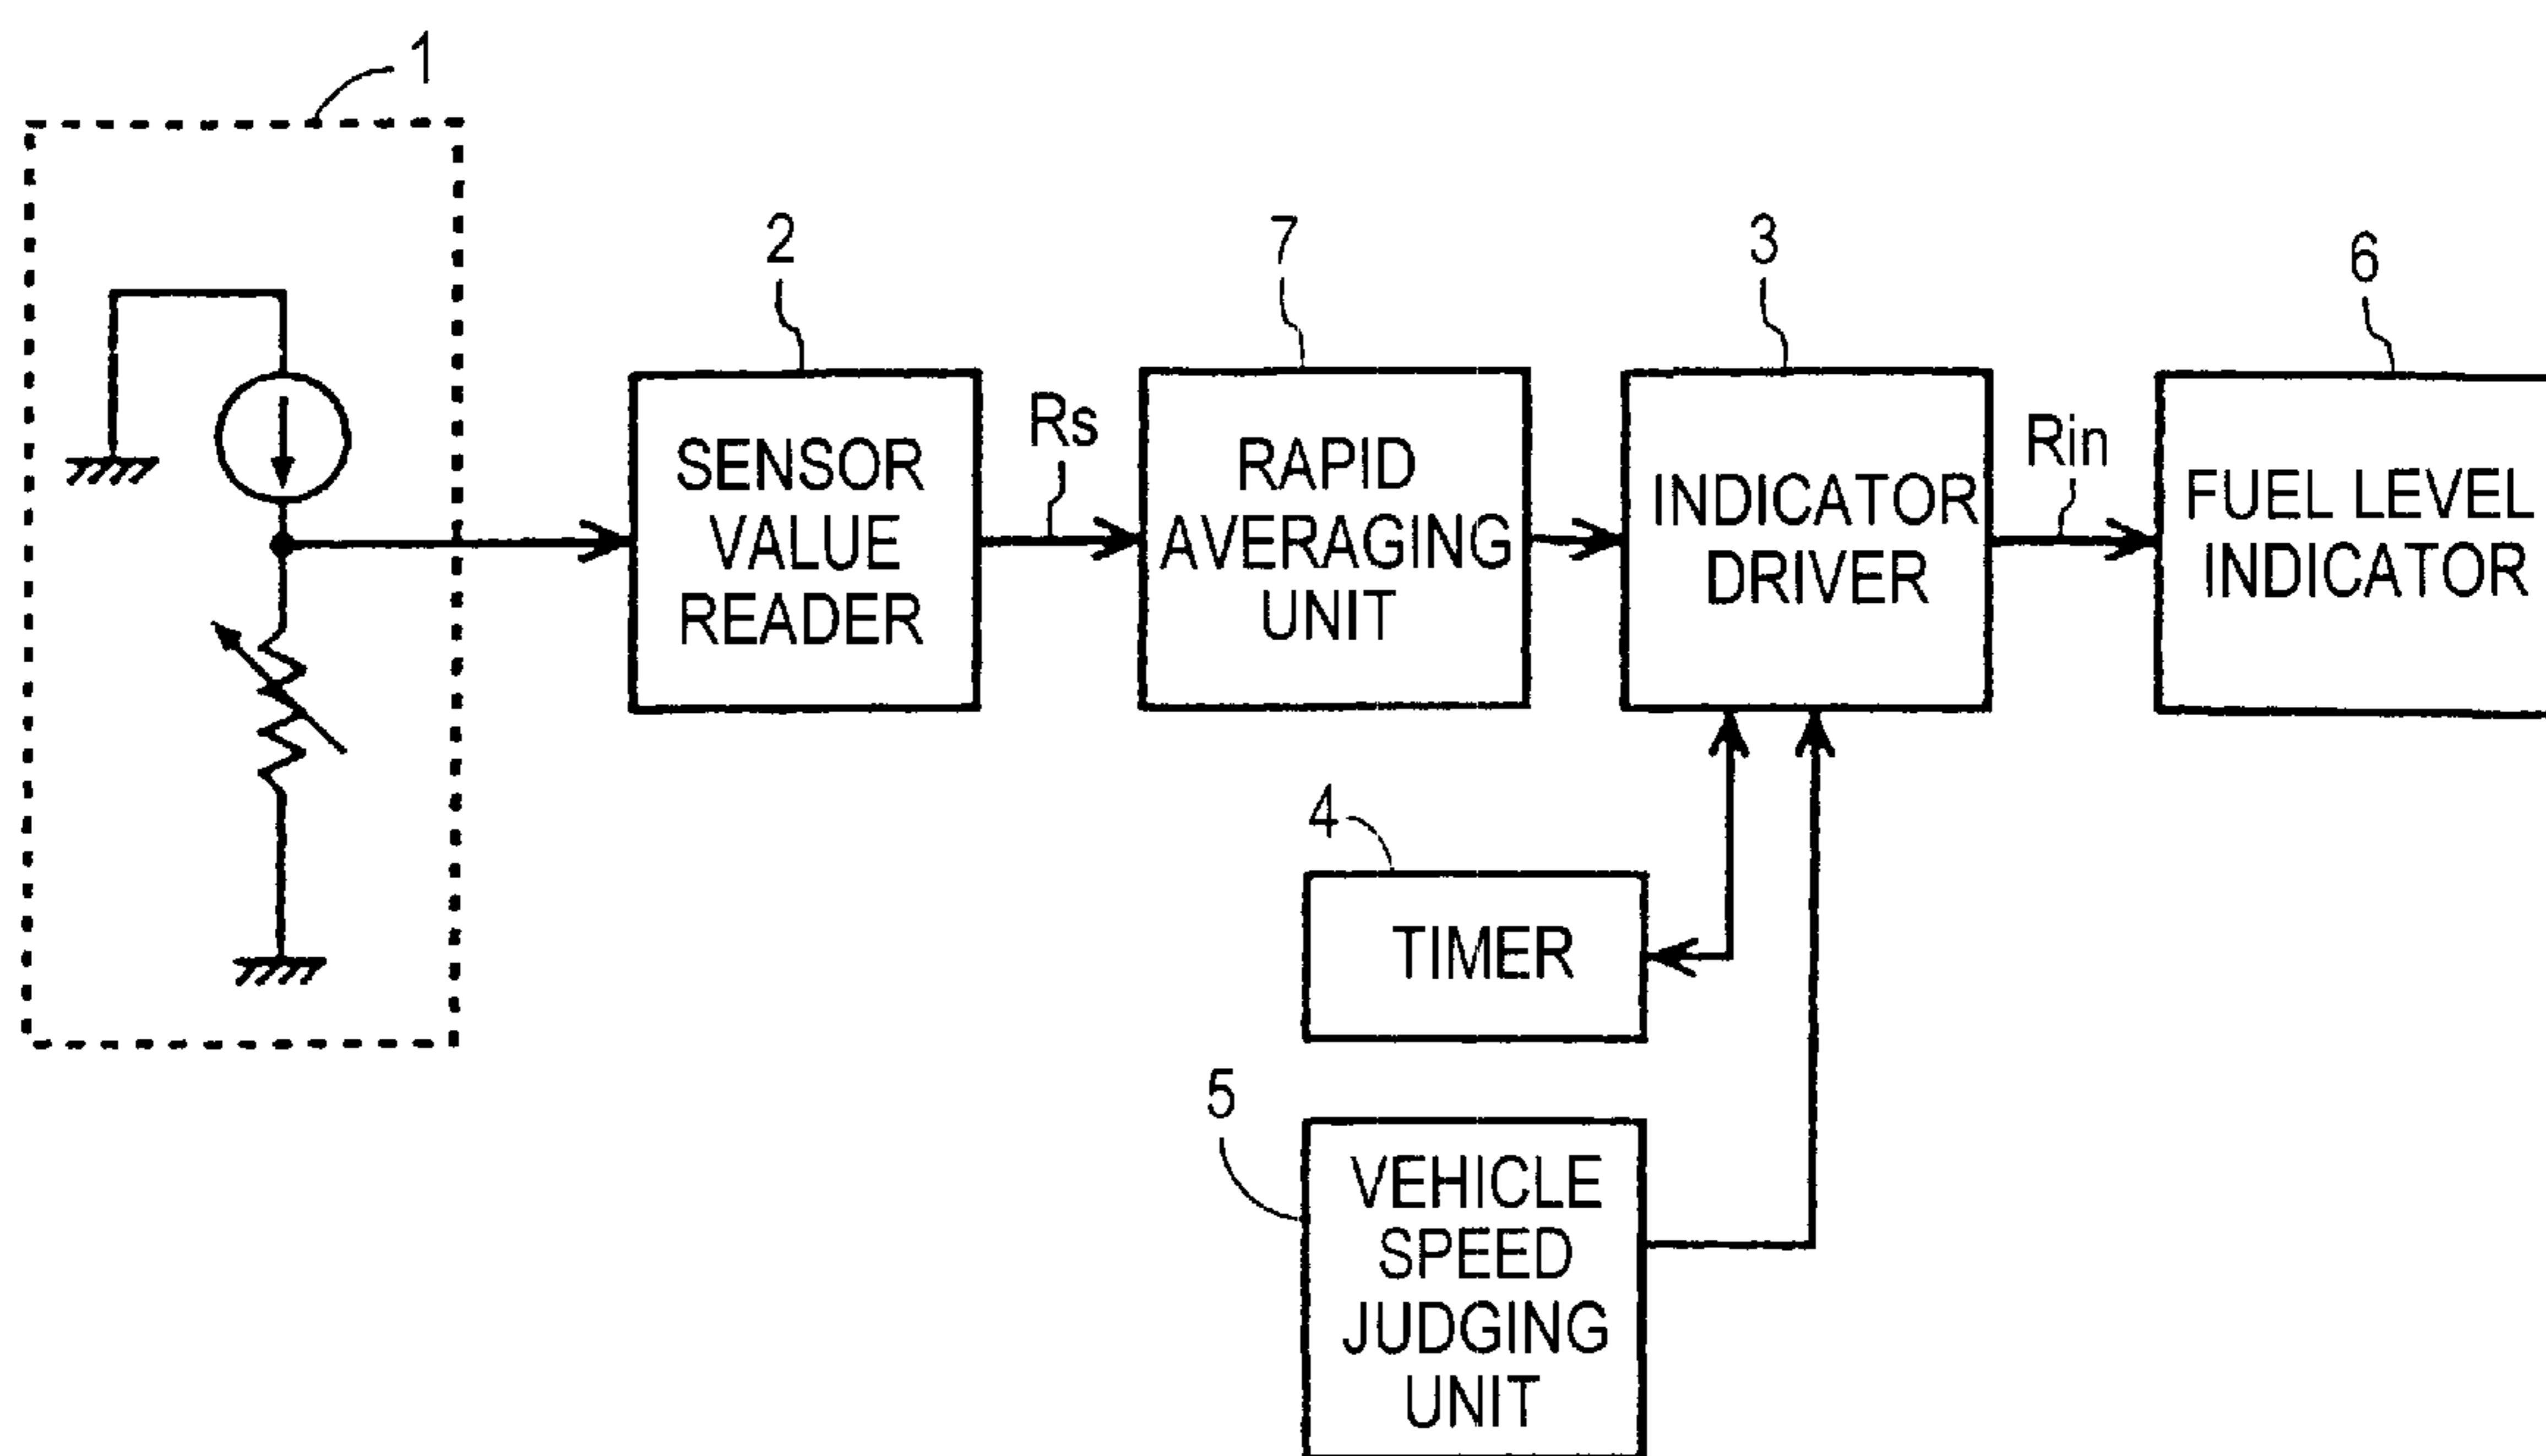 1
2
7
3
6
SENSOR
VALUE
READER
Rs
RAPID
AVERAGING
UNIT
INDICATOR
DRIVER
Rin
FUEL LEVEL
INDICATOR
4
TIMER
5
VEHICLE
SPEED
JUDGING
UNIT